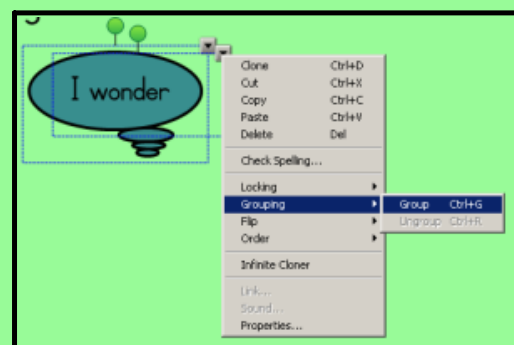 I wonder
Clone Ctrl+D
Cut Ctrl+X
Copy Ctrl+C
Paste Ctrl+V
Delete Del
Check Spelling...
Locking
Grouping
Group Ctrl+G
Ungroup Ctrl+R
Flip
Order
Infinite Cloner
Link...
Sound...
Properties...